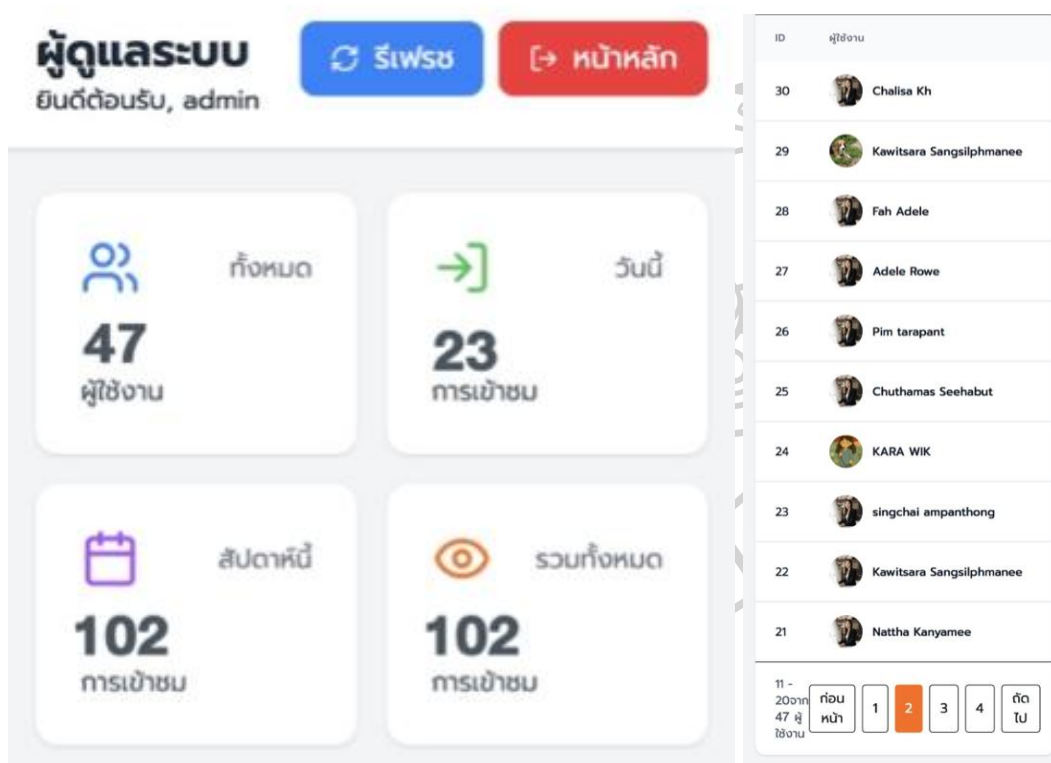 ผู้ดูแลระบบ
ยินดีต้อนรับ, admin
รีเฟรช
หน้าหลัก
ทั้งหมด
47
ผู้ใช้งาน
วันนี้
23
การเข้าชม
สัปดาห์นี้
102
การเข้าชม
รวมทั้งหมด
102
การเข้าชม
ID ผู้ใช้งาน
30 Chalisa Kh
29 Kawitsara Sangsilphmanee
28 Fah Adele
27 Adele Rowe
26 Pim tarapant
25 Chuthamas Seehabut
24 KARA WIK
23 singchai ampanthong
22 Kawitsara Sangsilphmanee
21 Nattha Kanyamee
11 -
20จาก
47 ผู้
ใช้งาน
ก่อน
หน้า
1 2 3 4
ถัด
ไป